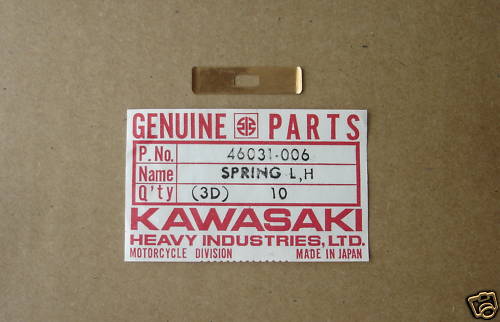 GENUINE PARTS
P. No. 46031-006
Name SPRING L,H
Q'ty (3D) 10
KAWASAKI
HEAVY INDUSTRIES, LTD.
MOTORCYCLE DIVISION MADE IN JAPAN